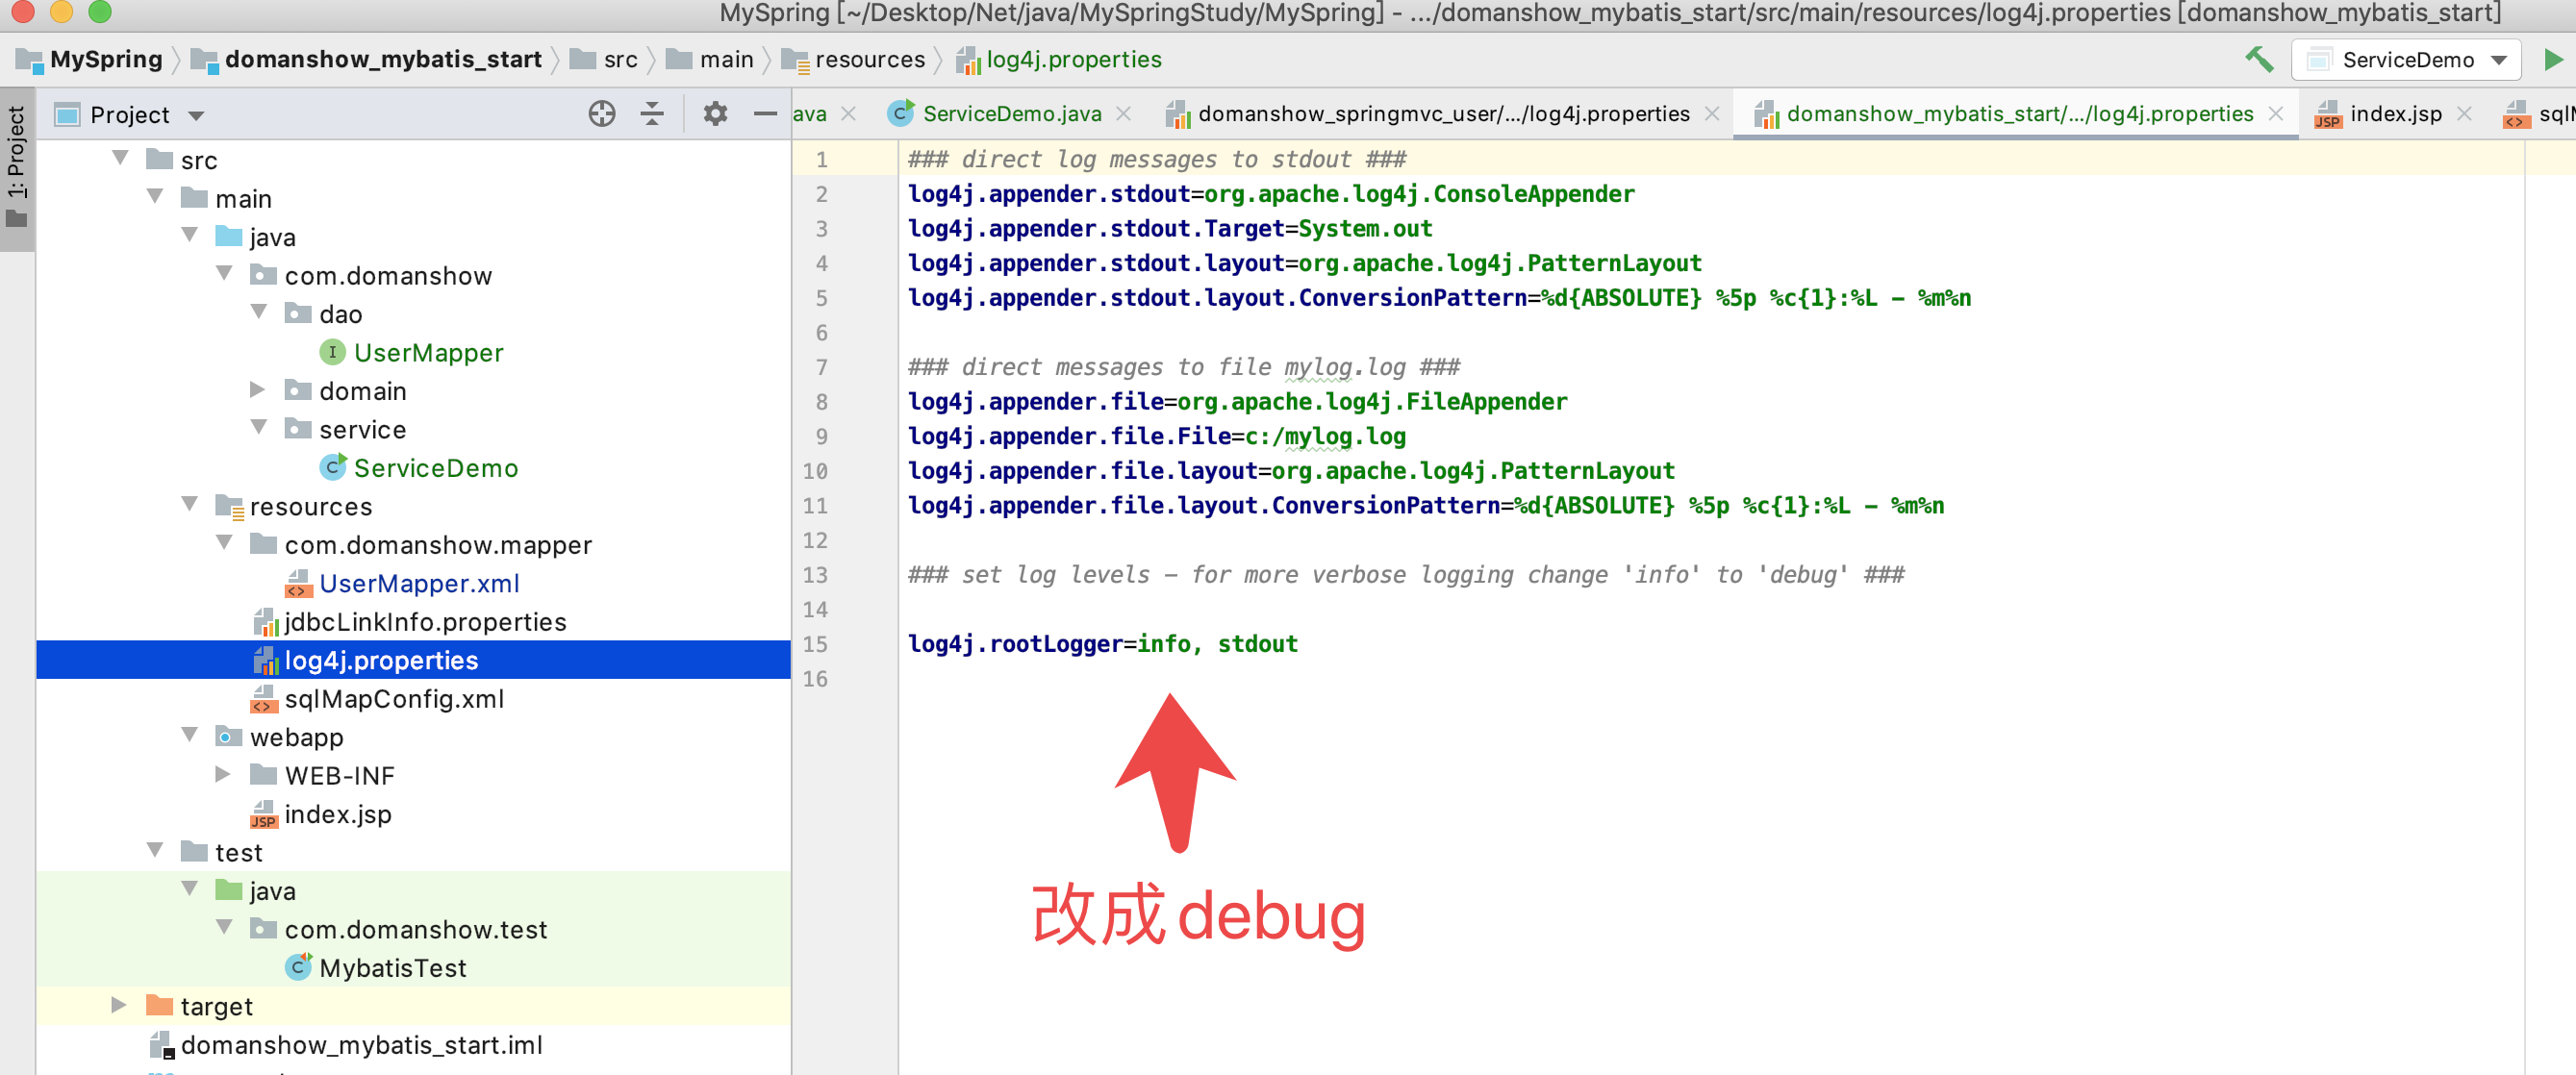 MySpring [~/Desktop/Net/java/MySpringStudy/MySpring] - .../domanshow_mybatis_start/src/main/resources/log4j.properties [domanshow_mybatis_start]
MySpring domanshow_mybatis_start src main resources log4j.properties ServiceDemo
1: Project
Project
ava ServiceDemo.java domanshow_springmvc_user/.../log4j.properties domanshow_mybatis_start/.../log4j.properties index.jsp sqlM
src
main
java
com.domanshow
dao
UserMapper
domain
service
ServiceDemo
resources
com.domanshow.mapper
UserMapper.xml
jdbcLinkInfo.properties
log4j.properties
sqlMapConfig.xml
webapp
WEB-INF
index.jsp
test
java
com.domanshow.test
MybatisTest
target
domanshow_mybatis_start.iml
1 ### direct log messages to stdout ###
2 log4j.appender.stdout=org.apache.log4j.ConsoleAppender
3 log4j.appender.stdout.Target=System.out
4 log4j.appender.stdout.layout=org.apache.log4j.PatternLayout
5 log4j.appender.stdout.layout.ConversionPattern=%d{ABSOLUTE} %5p %c{1}:%L - %m%n
6
7 ### direct messages to file mylog.log ###
8 log4j.appender.file=org.apache.log4j.FileAppender
9 log4j.appender.file.File=c:/mylog.log
10 log4j.appender.file.layout=org.apache.log4j.PatternLayout
11 log4j.appender.file.layout.ConversionPattern=%d{ABSOLUTE} %5p %c{1}:%L - %m%n
12
13 ### set log levels - for more verbose logging change 'info' to 'debug' ###
14
15 log4j.rootLogger=info, stdout
16
改成debug